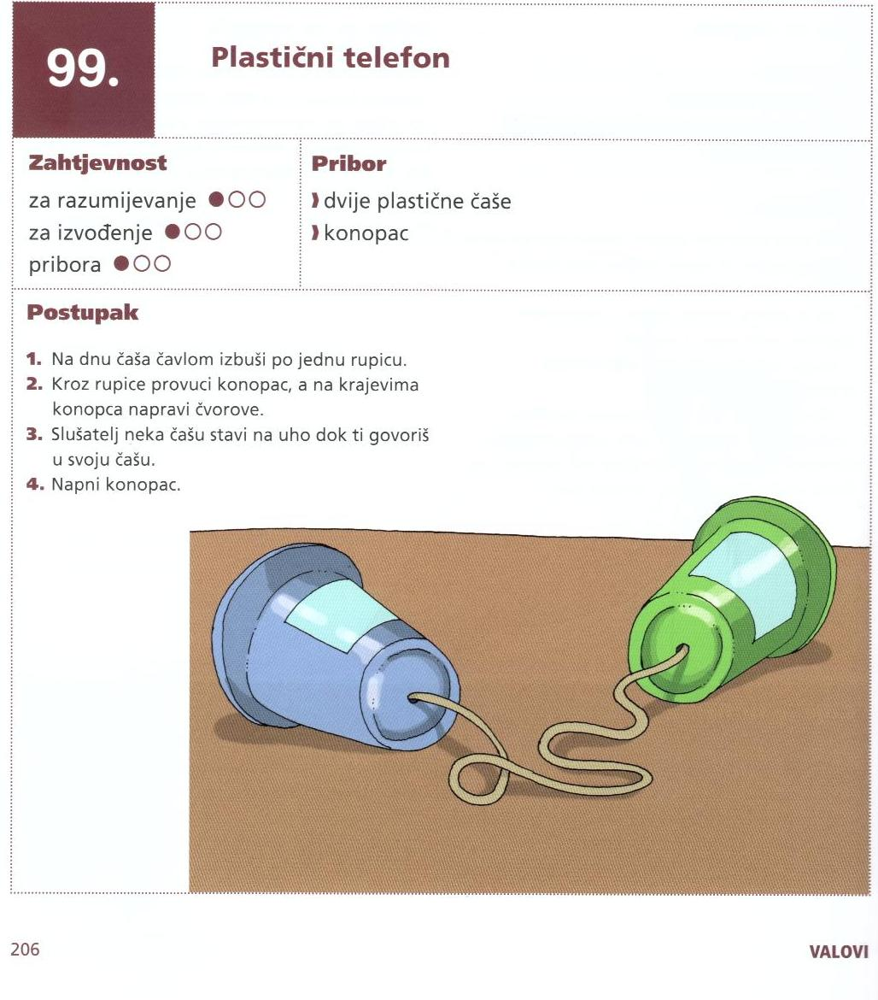 99.
Plastični telefon
Zahtjevnost
za razumijevanje ●○○
za izvođenje ●○○
pribora ●○○
Pribor
dvije plastične čaše
konopac
Postupak
1. Na dnu čaša čavlom izbuši po jednu rupicu.
2. Kroz rupice provuci konopac, a na krajevima
konopca napravi čvorove.
3. Slušatelj neka čašu stavi na uho dok ti govoriš
u svoju čašu.
4. Napni konopac.
206
VALOVI